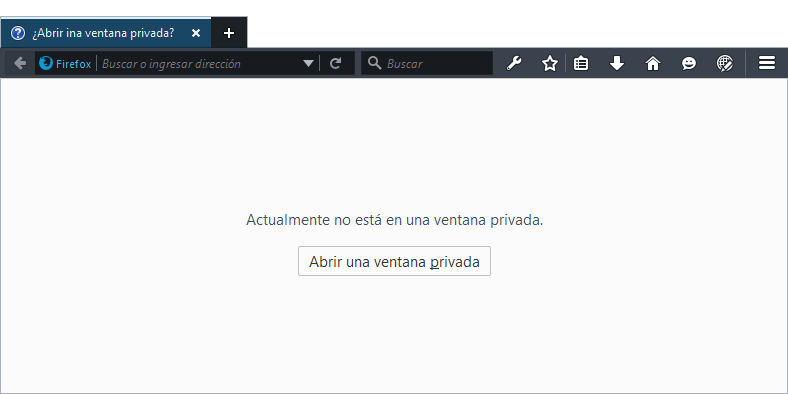 ¿Abrir ina ventana privada?
Firefox Buscar o ingresar dirección Buscar
Actualmente no está en una ventana privada.
Abrir una ventana privada